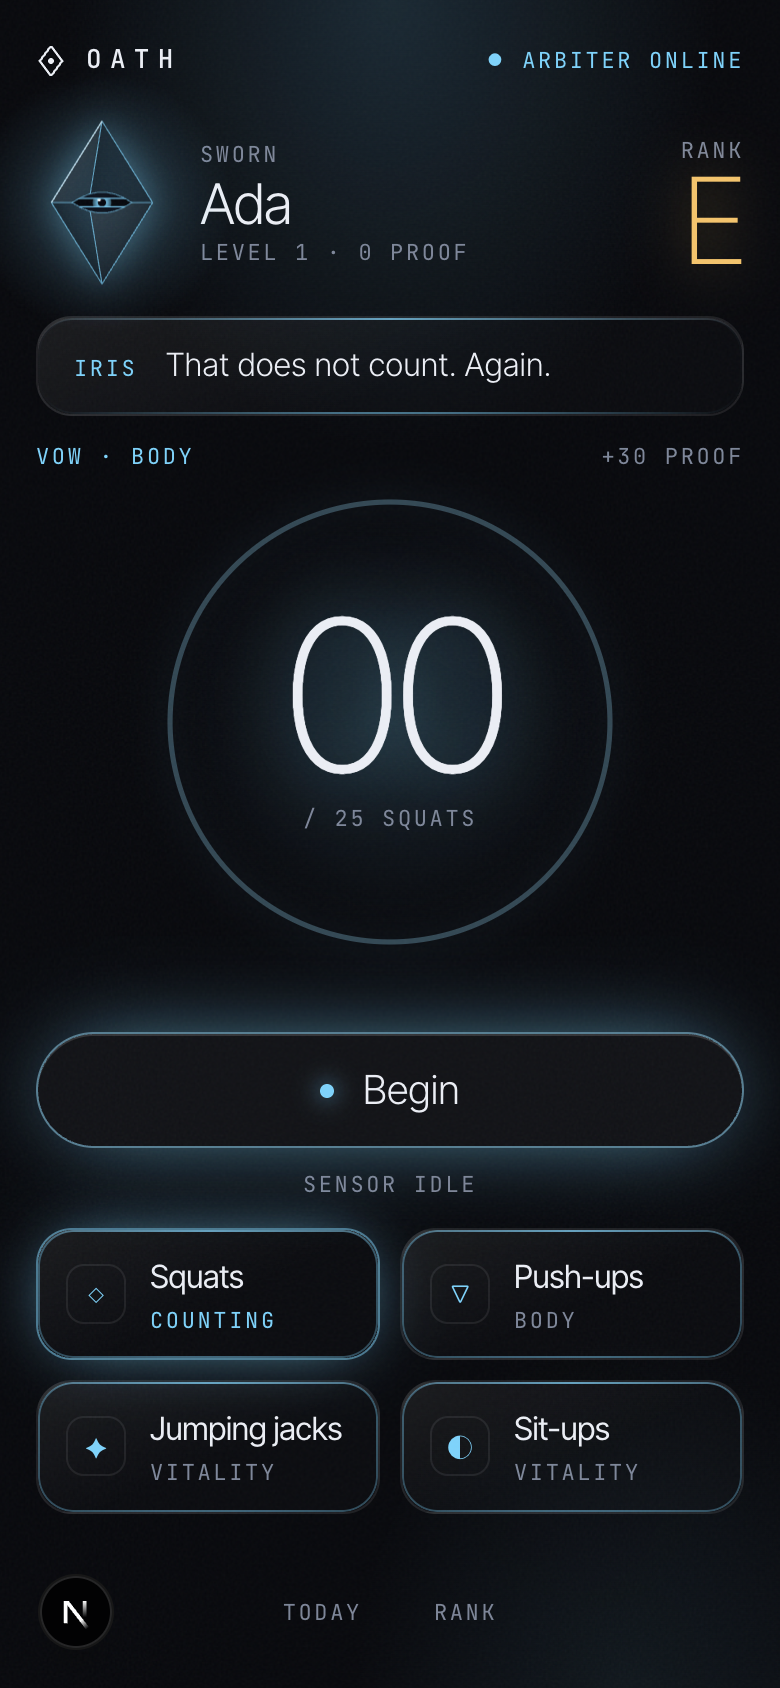 OATH
ARBITER ONLINE
SWORN
Ada
LEVEL 1 · 0 PROOF
RANK
E
IRIS That does not count. Again.
VOW · BODY
+30 PROOF
00
/ 25 SQUATS
Begin
SENSOR IDLE
Squats
COUNTING
Push-ups
BODY
Jumping jacks
VITALITY
Sit-ups
VITALITY
N
TODAY
RANK